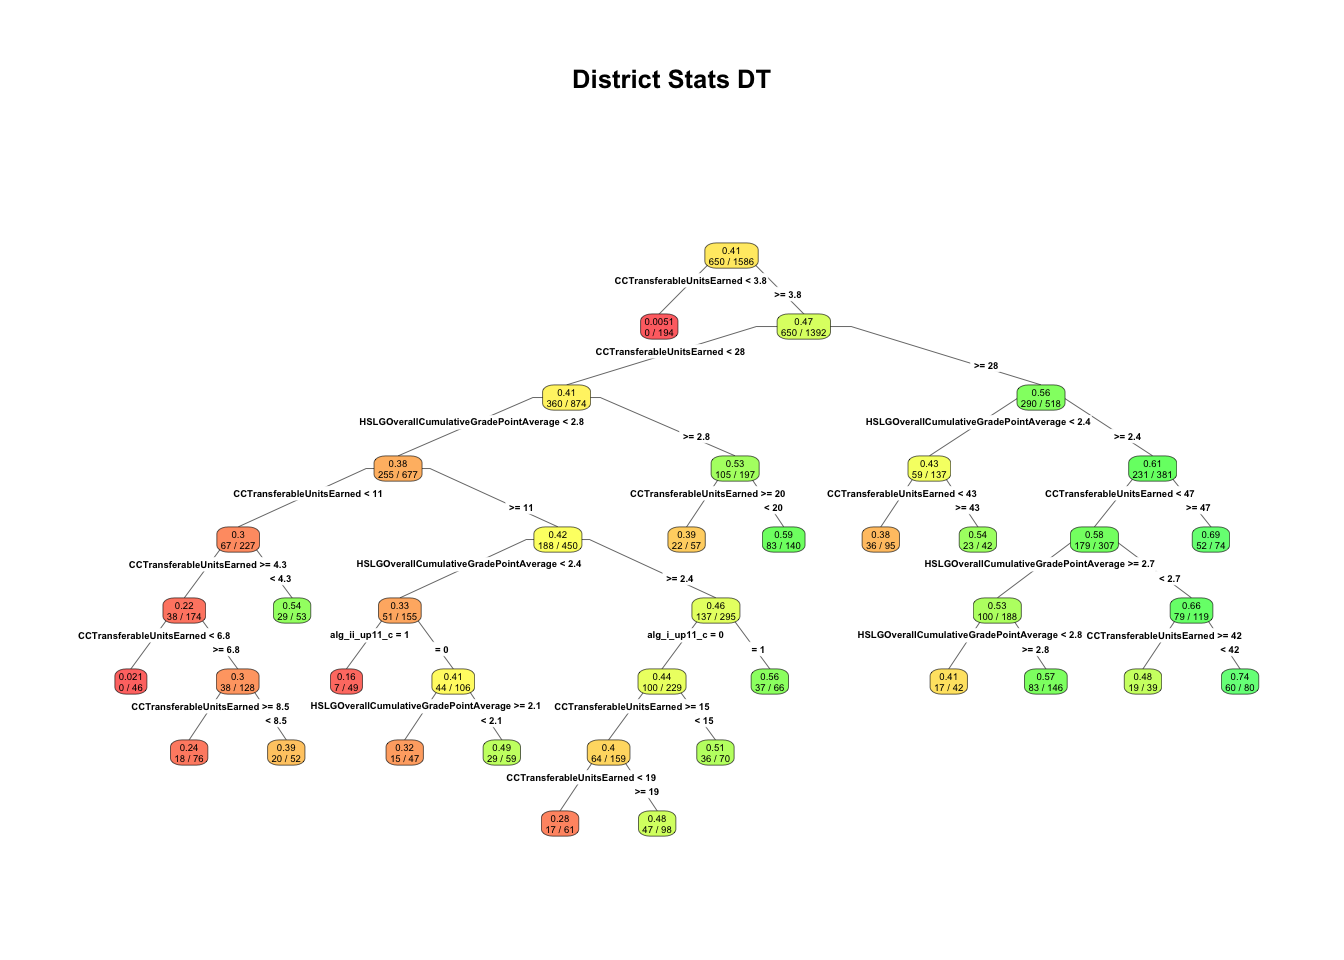 District Stats DT
0.41
650 / 1586
CCTransferableUnitsEarned < 3.8
>= 3.8
0.0051
0 / 194
0.47
650 / 1392
CCTransferableUnitsEarned < 28
>= 28
0.41
360 / 874
0.56
290 / 518
HSLGOverallCumulativeGradePointAverage < 2.8
>= 2.8
HSLGOverallCumulativeGradePointAverage < 2.4
>= 2.4
0.38
255 / 677
0.53
105 / 197
0.43
59 / 137
0.61
231 / 381
CCTransferableUnitsEarned < 11
>= 11
CCTransferableUnitsEarned >= 20
< 20
CCTransferableUnitsEarned < 43
>= 43
CCTransferableUnitsEarned < 47
>= 47
0.3
67 / 227
0.42
188 / 450
0.39
22 / 57
0.59
83 / 140
0.38
36 / 95
0.54
23 / 42
0.58
179 / 307
0.69
52 / 74
CCTransferableUnitsEarned >= 4.3
< 4.3
HSLGOverallCumulativeGradePointAverage < 2.4
>= 2.4
HSLGOverallCumulativeGradePointAverage >= 2.7
< 2.7
0.22
38 / 174
0.54
29 / 53
0.33
51 / 155
0.46
137 / 295
0.53
100 / 188
0.66
79 / 119
CCTransferableUnitsEarned < 6.8
>= 6.8
alg_ii_up11_c = 1
= 0
alg_i_up11_c = 0
= 1
HSLGOverallCumulativeGradePointAverage < 2.8
>= 2.8
CCTransferableUnitsEarned >= 42
< 42
0.021
0 / 46
0.3
38 / 128
0.16
7 / 49
0.41
44 / 106
0.44
100 / 229
0.56
37 / 66
0.41
17 / 42
0.57
83 / 146
0.48
19 / 39
0.74
60 / 80
CCTransferableUnitsEarned >= 8.5
< 8.5
HSLGOverallCumulativeGradePointAverage >= 2.1
< 2.1
CCTransferableUnitsEarned >= 15
< 15
0.24
18 / 76
0.39
20 / 52
0.32
15 / 47
0.49
29 / 59
0.4
64 / 159
0.51
36 / 70
CCTransferableUnitsEarned < 19
>= 19
0.28
17 / 61
0.48
47 / 98